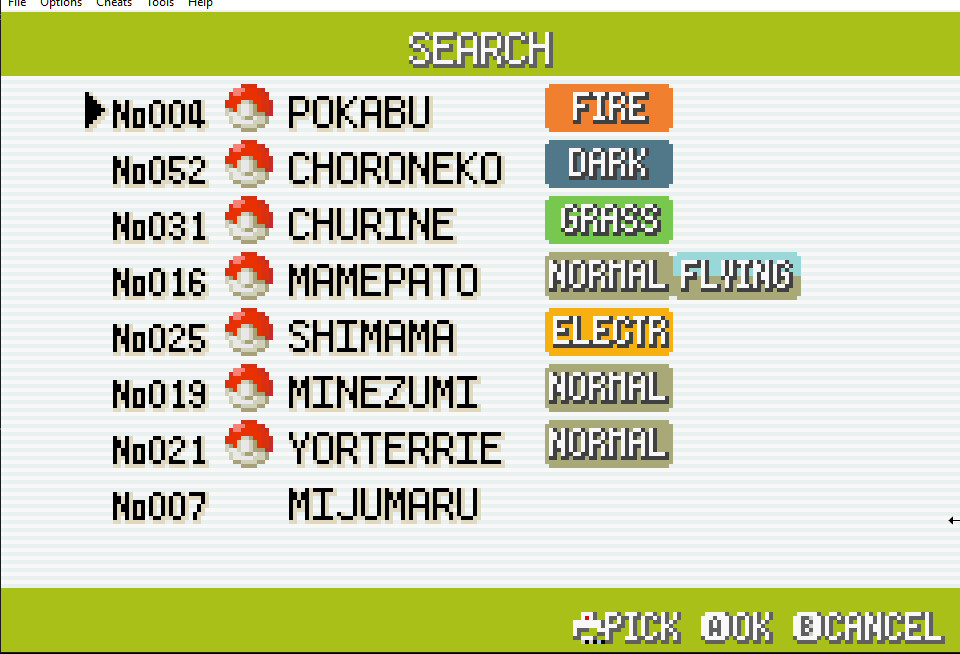 File Options Cheats Tools Help
SEARCH
No004 POKABU FIRE
No052 CHORONEKO DARK
No031 CHURINE GRASS
No016 MAMEPATO NORMAL FLYING
No025 SHIMAMA ELECTR
No019 MINEZUMI NORMAL
No021 YORTERRIE NORMAL
No007 MIJUMARU
PICK A OK B CANCEL